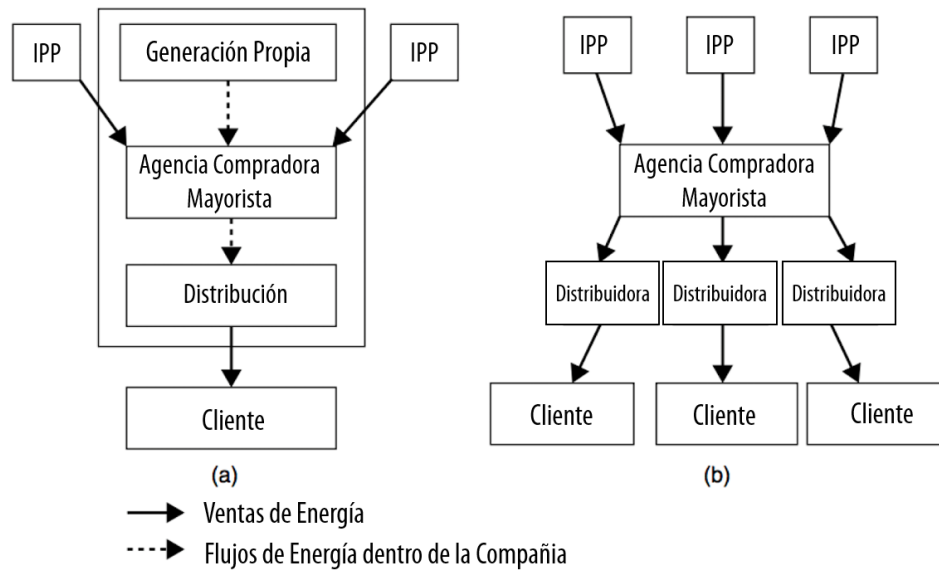 IPP
Generación Propia
IPP
Agencia Compradora
Mayorista
Distribución
Cliente
(a)
IPP
IPP
IPP
Agencia Compradora
Mayorista
Distribuidora
Distribuidora
Distribuidora
Cliente
Cliente
Cliente
(b)
Ventas de Energía
Flujos de Energía dentro de la Compañia